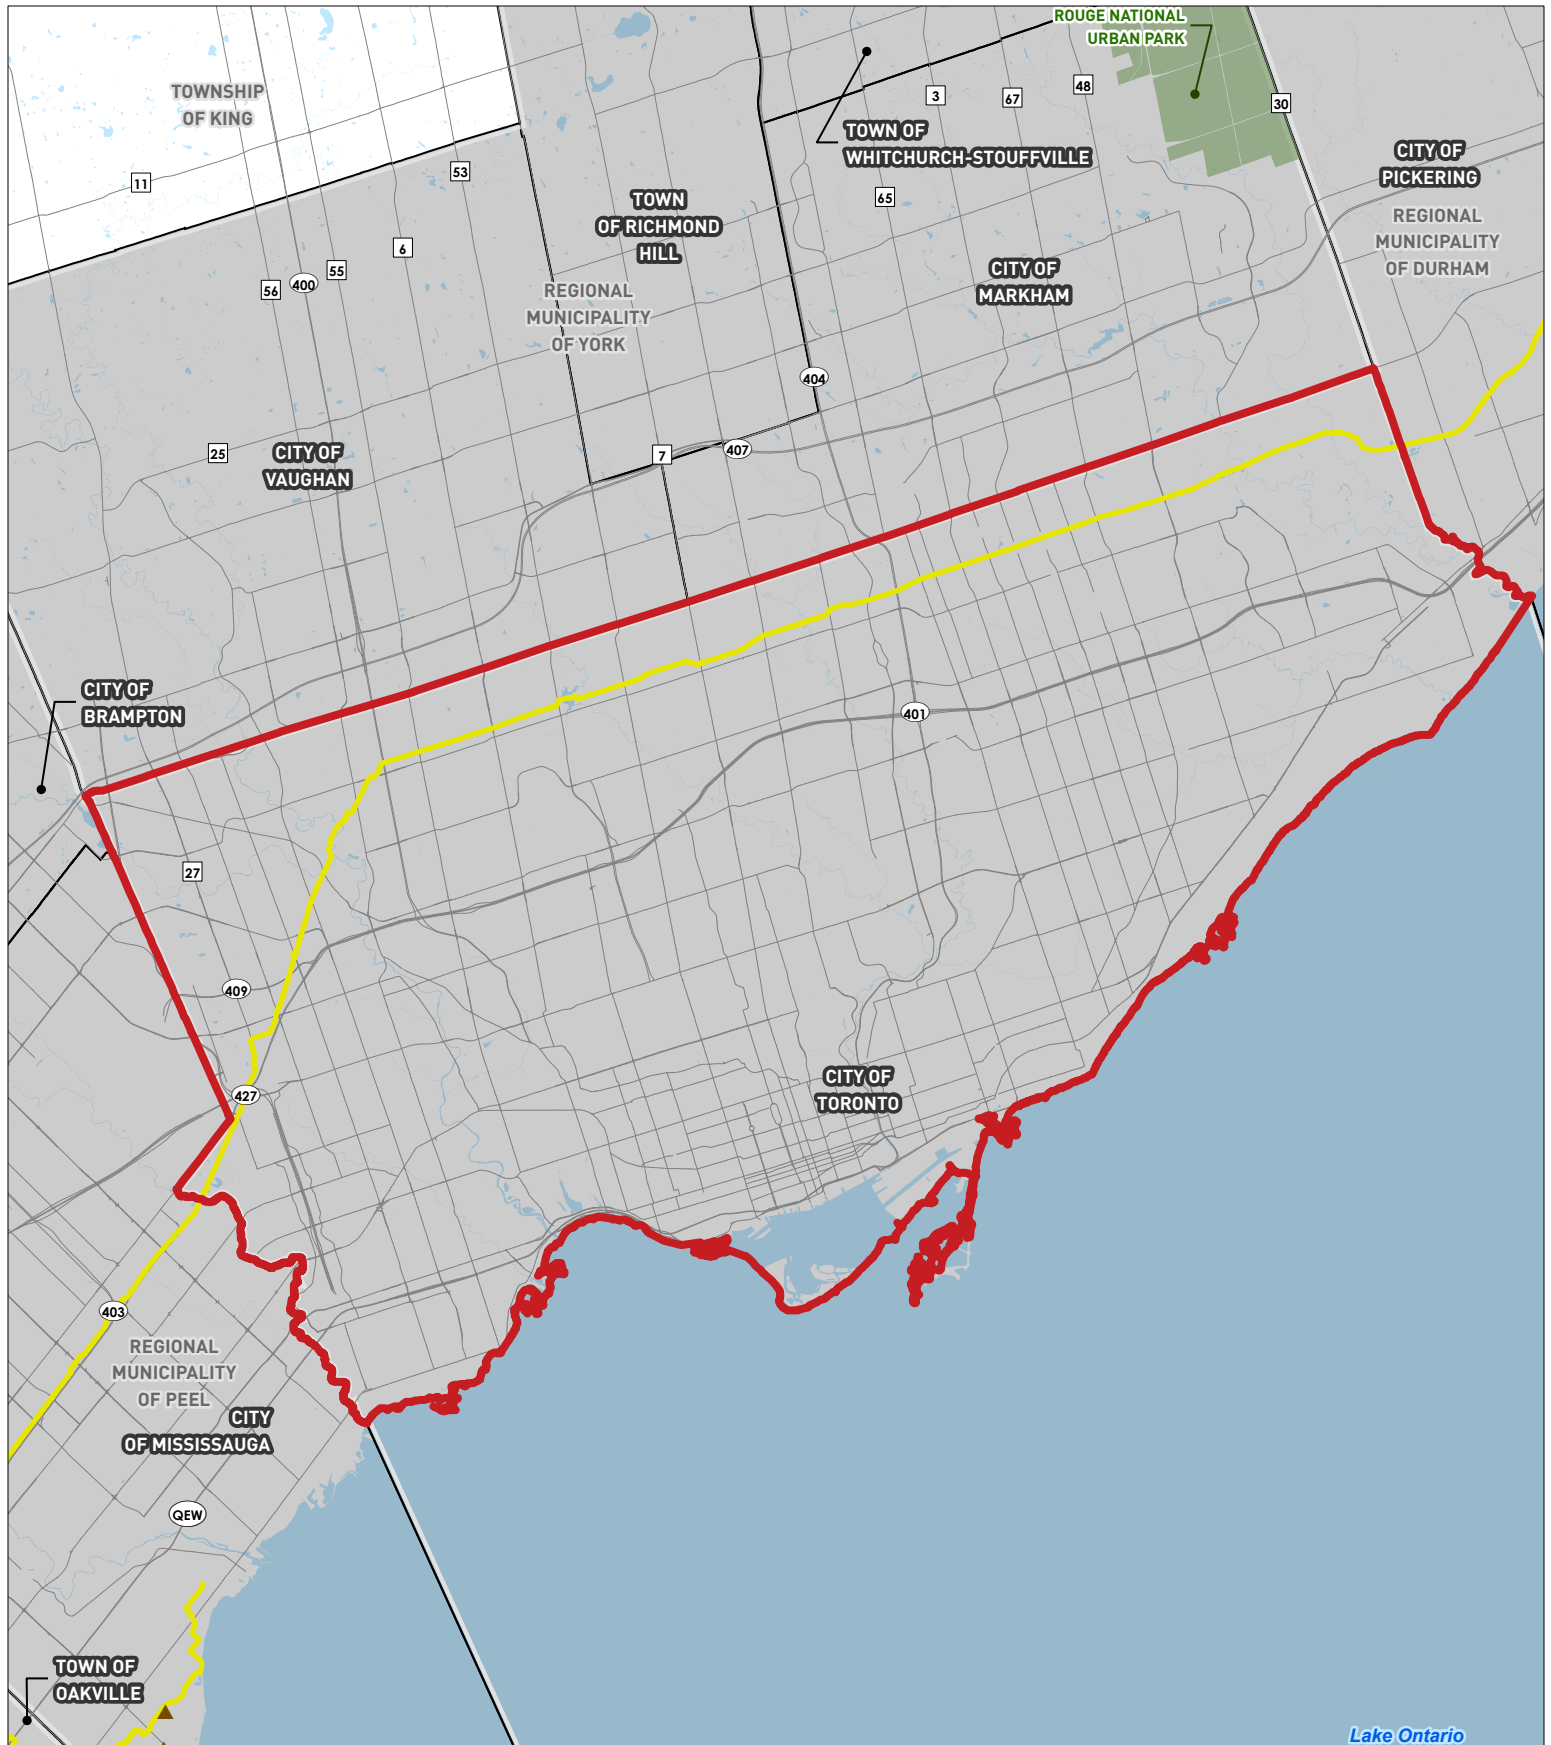 ROUGE NATIONAL
URBAN PARK
TOWNSHIP
OF KING
3
67
48
30
TOWN OF
WHITCHURCH-STOUFFVILLE
CITY OF
PICKERING
11
53
65
TOWN
OF RICHMOND
HILL
REGIONAL
MUNICIPALITY
OF DURHAM
6
55
56
400
CITY OF
MARKHAM
REGIONAL
MUNICIPALITY
OF YORK
404
25
CITY OF
VAUGHAN
7
407
CITY OF
BRAMPTON
401
27
409
427
CITY OF
TORONTO
403
REGIONAL
MUNICIPALITY
OF PEEL
CITY
OF MISSISSAUGA
QEW
TOWN OF
OAKVILLE
Lake Ontario